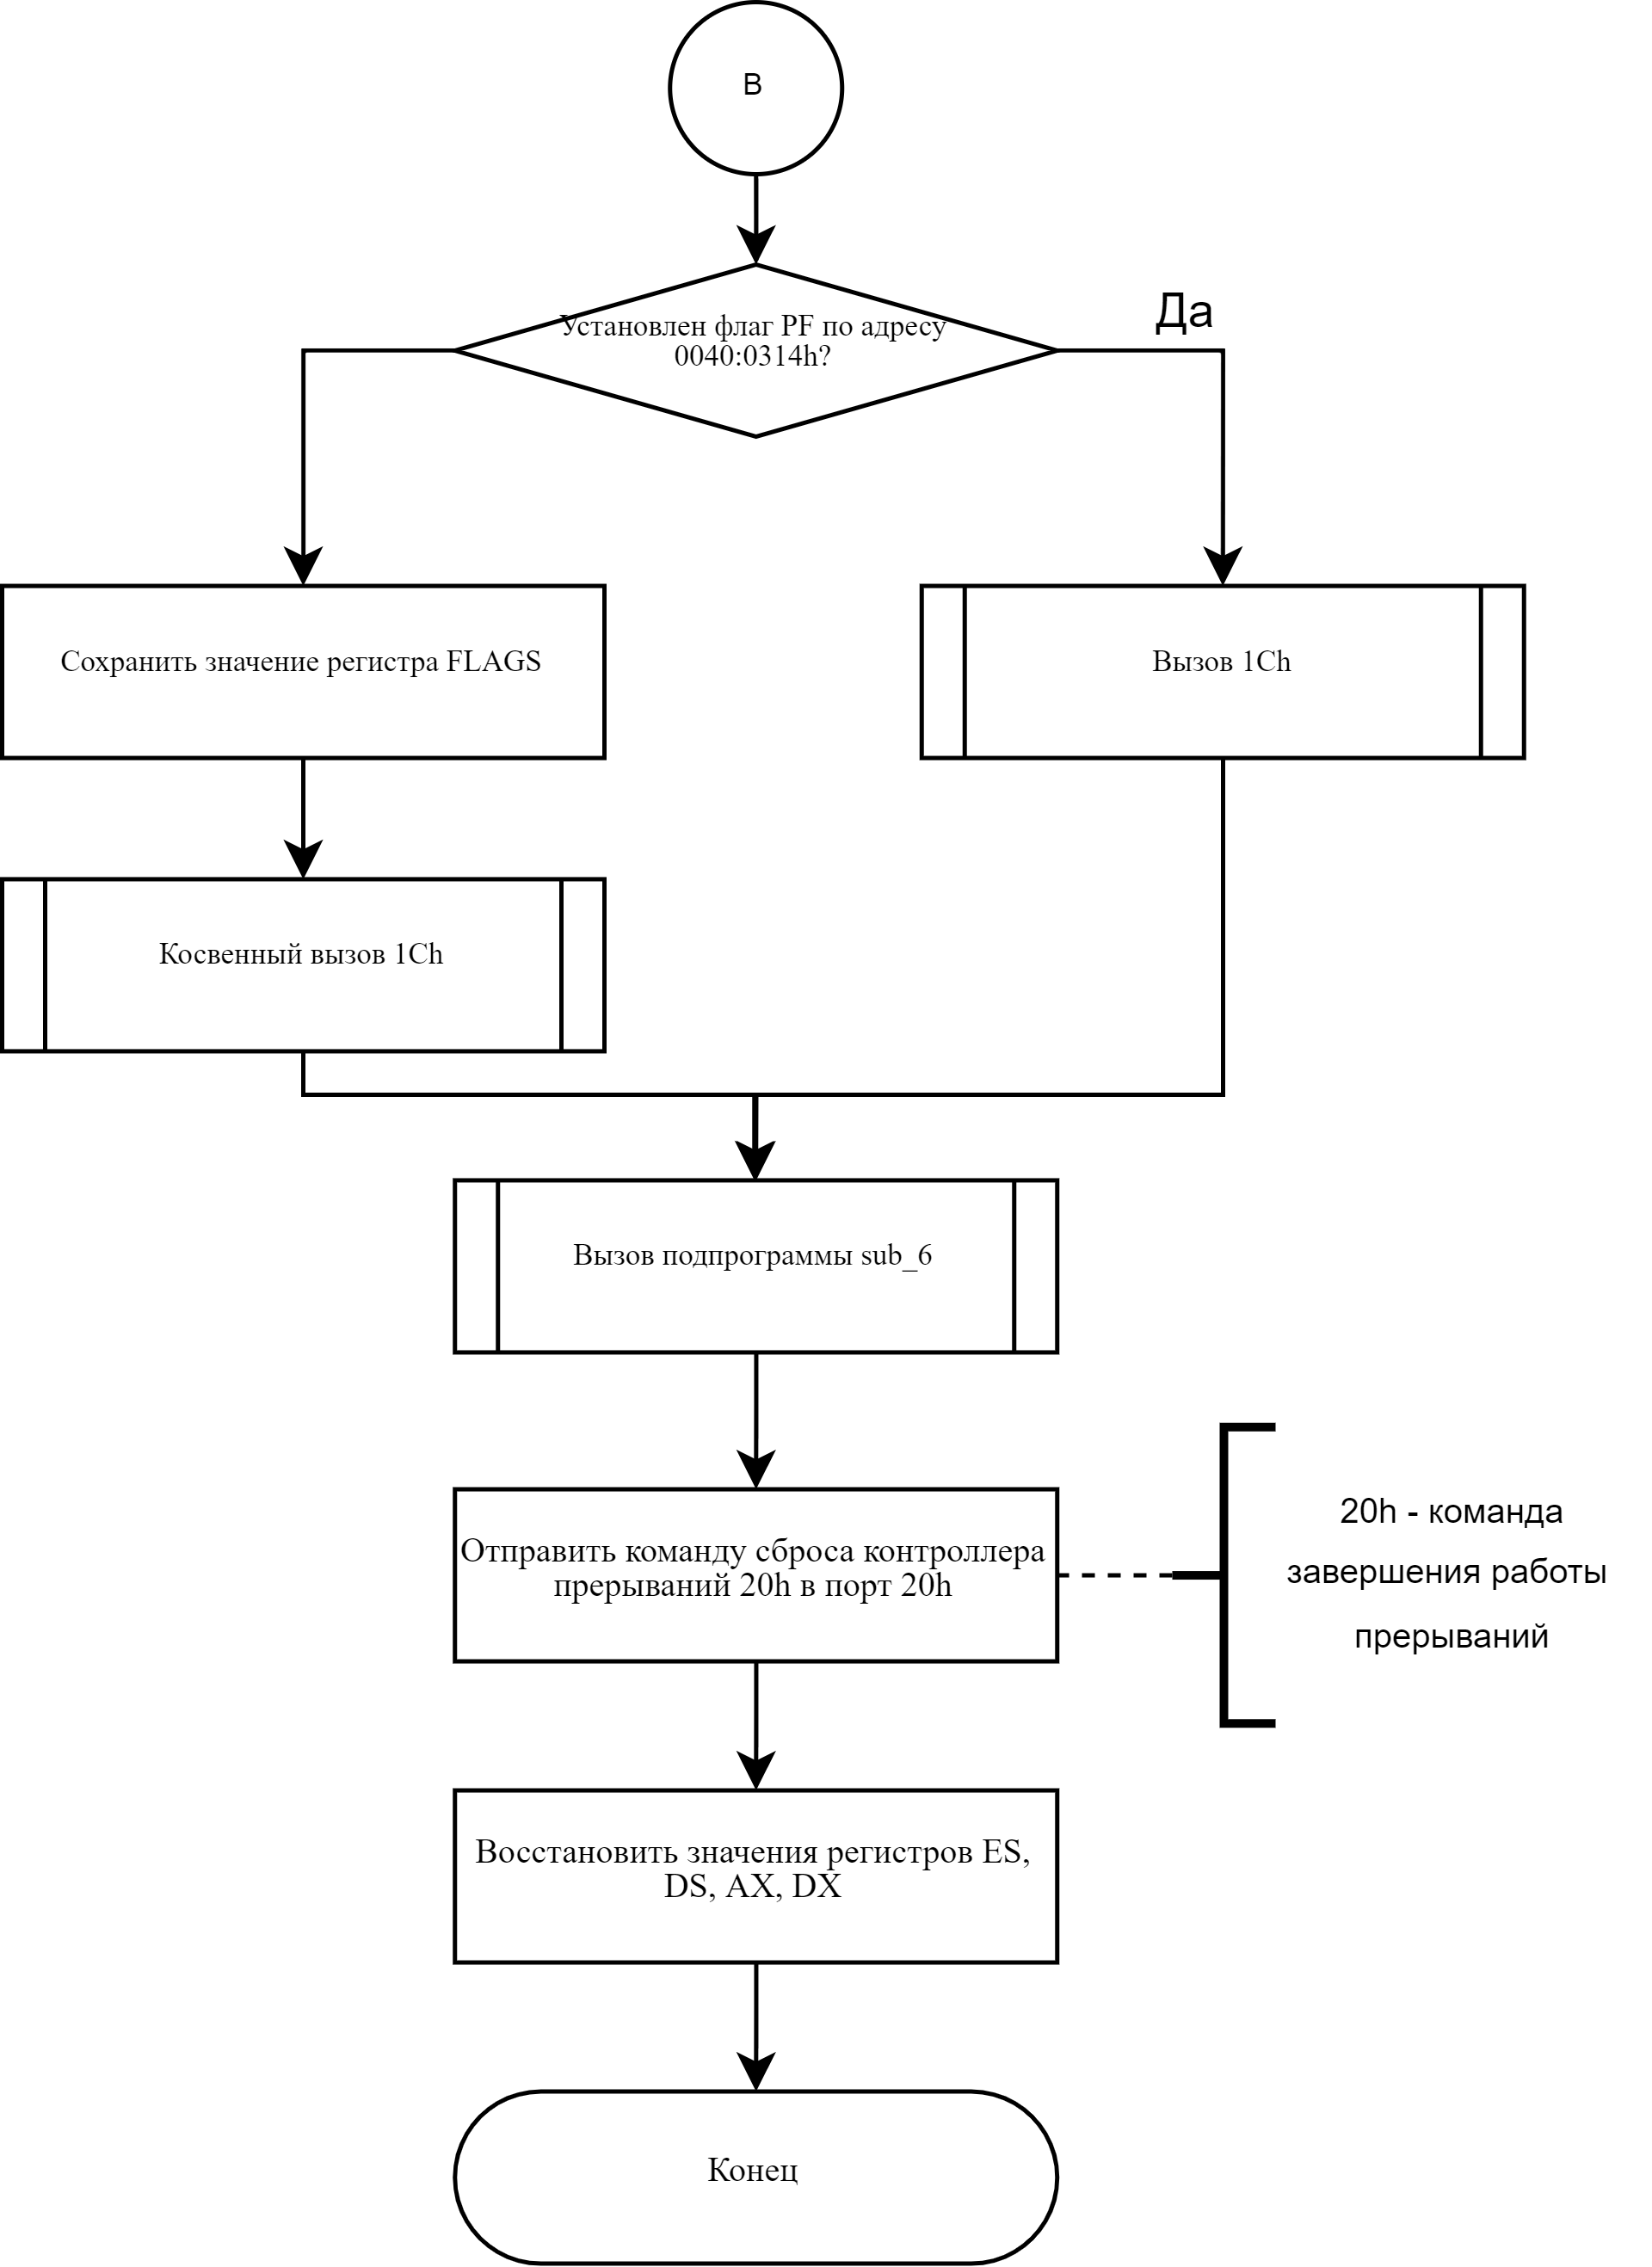 В
Установлен флаг PF по адресу
0040:0314h?
Да
Сохранить значение регистра FLAGS
Вызов 1Ch
Косвенный вызов 1Ch
Вызов подпрограммы sub_6
Отправить команду сброса контроллера
прерываний 20h в порт 20h
20h - команда
завершения работы
прерываний
Восстановить значения регистров ES,
DS, AX, DX
Конец